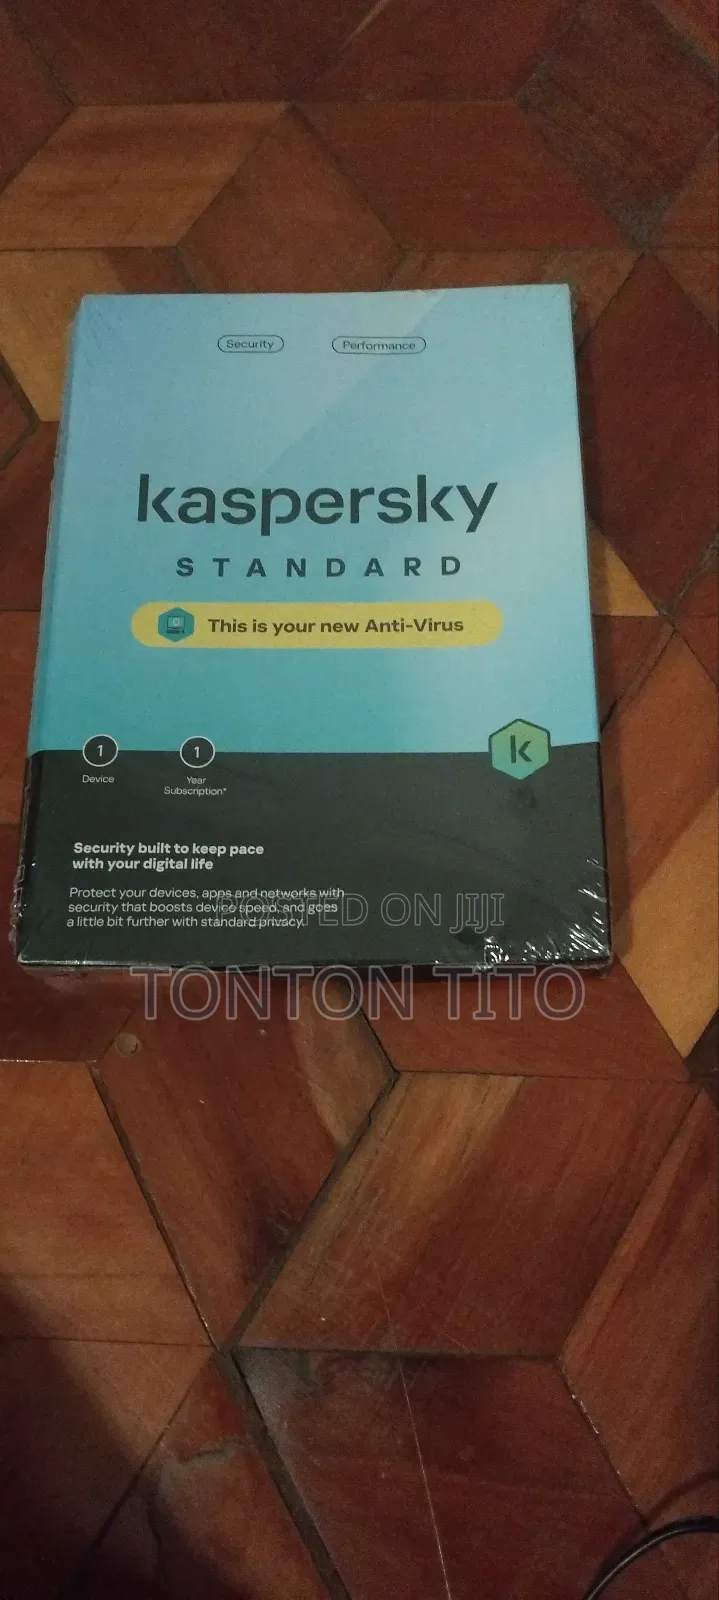 Security Performance
kaspersky
STANDARD
This is your new Anti-Virus
1 1
Device Year
Subscription*
k
Security built to keep pace
with your digital life
Protect your devices, apps and networks with
security that boosts device speed, and goes
a little bit further with standard privacy.
POSTED ON JIJI
TONTON TITO